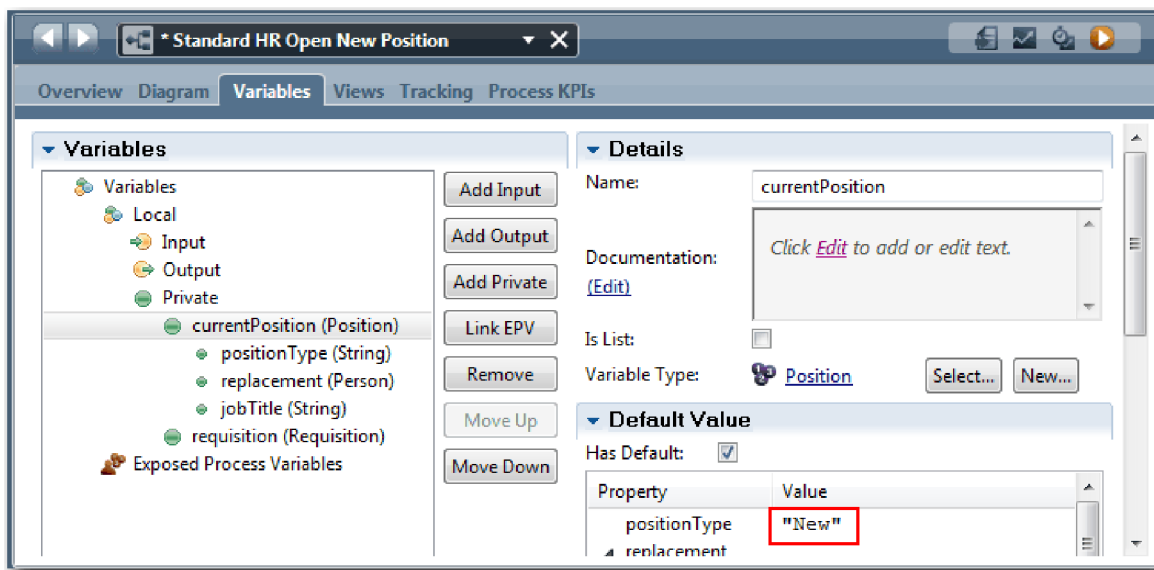 * Standard HR Open New Position
Overview Diagram Variables Views Tracking Process KPIs
Variables
Variables
Local
Input
Output
Private
currentPosition (Position)
positionType (String)
replacement (Person)
jobTitle (String)
requisition (Requisition)
Exposed Process Variables
Add Input
Add Output
Add Private
Link EPV
Remove
Move Up
Move Down
Details
Name: currentPosition
Documentation:
(Edit)
Click Edit to add or edit text.
Is List:
Variable Type: Position Select... New...
Default Value
Has Default:
Property Value
positionType "New"
replacement